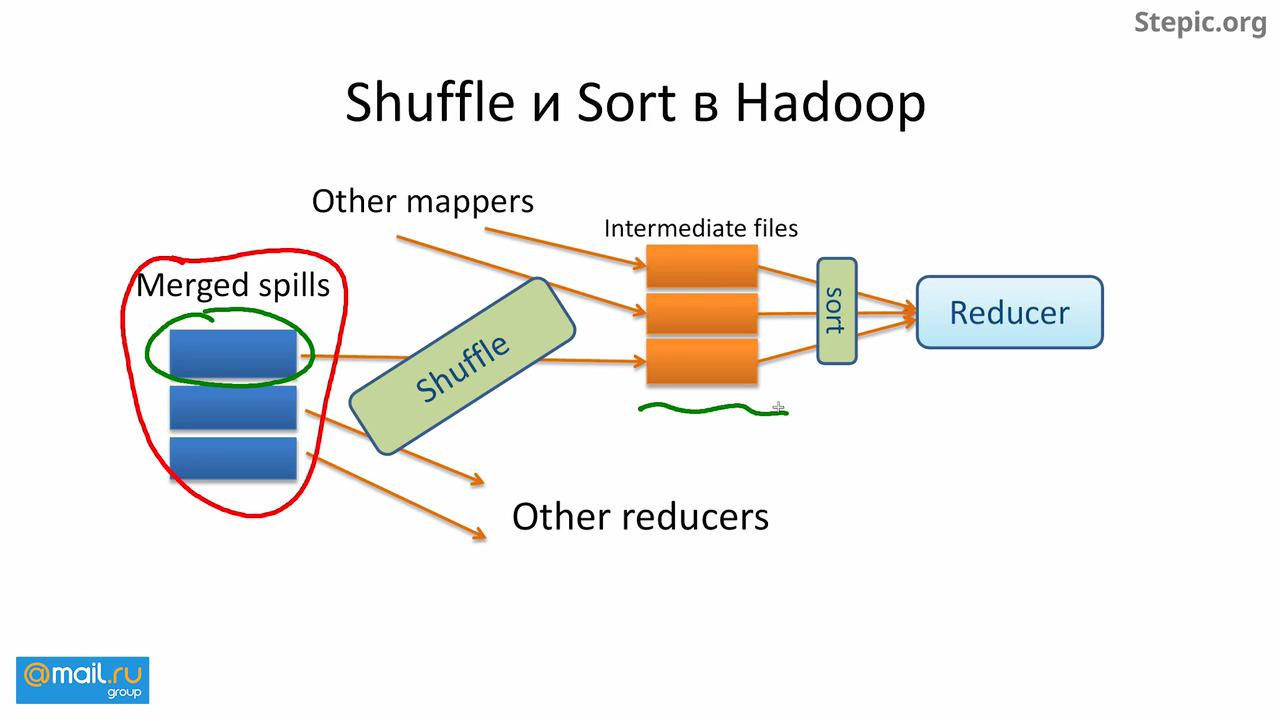 Stepic.org
Shuffle и Sort в Hadoop
Other mappers
Intermediate files
Merged spills
Shuffle
sort
Reducer
Other reducers
@mail.ru
group